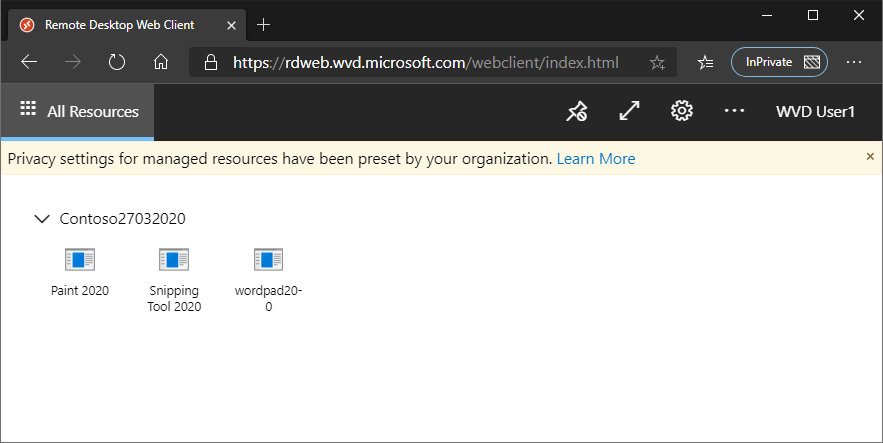 Remote Desktop Web Client
https://rdweb.wvd.microsoft.com/webclient/index.html
InPrivate
All Resources
WVD User1
Privacy settings for managed resources have been preset by your organization. Learn More
Contoso27032020
Paint 2020
Snipping
Tool 2020
wordpad20-
0